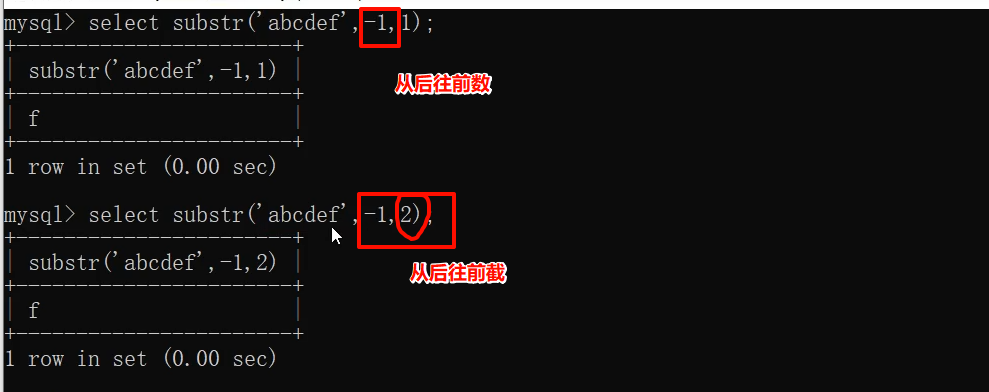 mysql> select substr('abcdef',-1,1);
+-----------------------+
| substr('abcdef',-1,1) |
从后往前数
+-----------------------+
| f                     |
+-----------------------+
1 row in set (0.00 sec)
mysql> select substr('abcdef',-1,2);
+-----------------------+
| substr('abcdef',-1,2) |
从后往前截
+-----------------------+
| f                     |
+-----------------------+
1 row in set (0.00 sec)